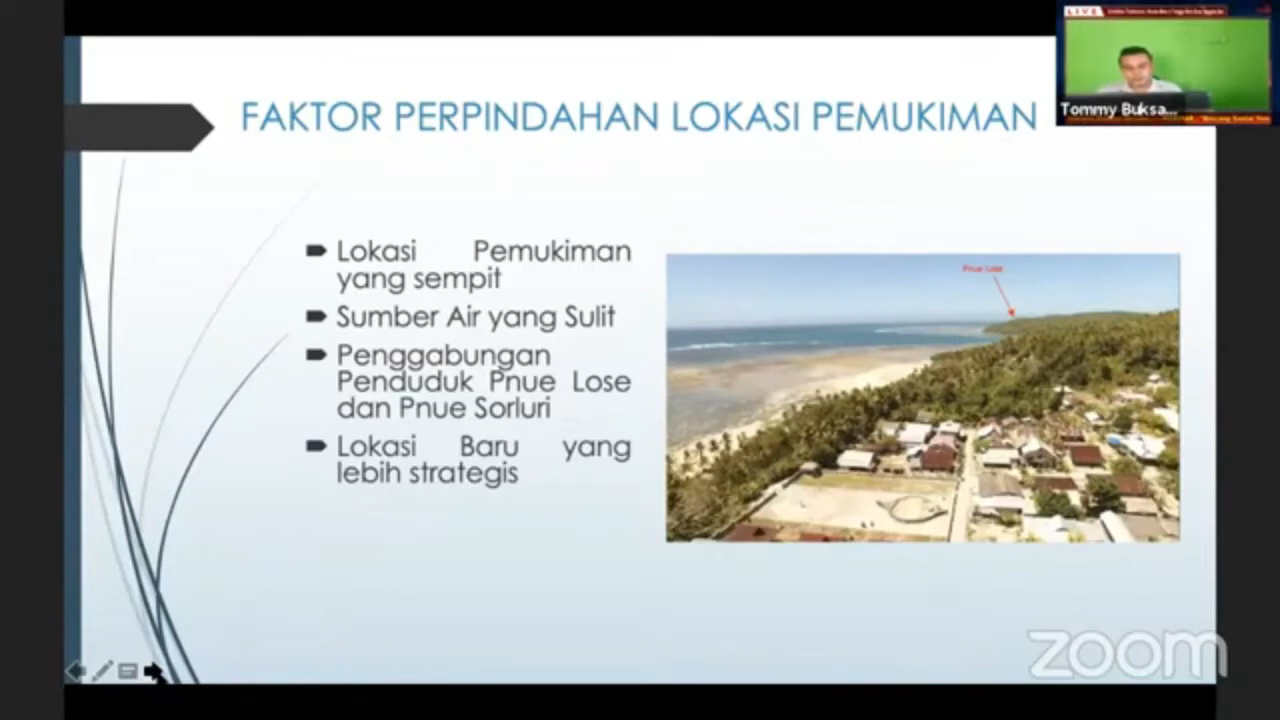 LIVE
Tommy Buksa...
FAKTOR PERPINDAHAN LOKASI PEMUKIMAN
Lokasi Pemukiman
yang sempit
Sumber Air yang Sulit
Penggabungan
Penduduk Pnue Lose
dan Pnue Sorluri
Lokasi Baru yang
lebih strategis
Pnue Lose
zoom